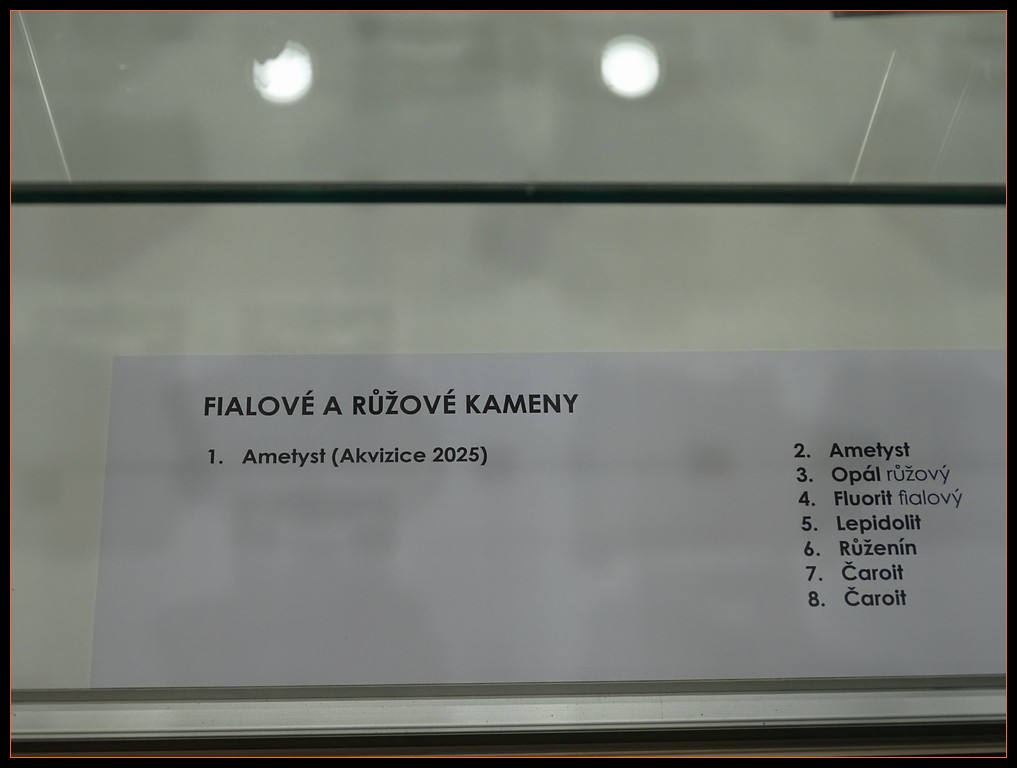 FIALOVÉ A RŮŽOVÉ KAMENY
1. Ametyst (Akvizice 2025)
2. Ametyst
3. Opál růžový
4. Fluorit fialový
5. Lepidolit
6. Růženín
7. Čaroit
8. Čaroit